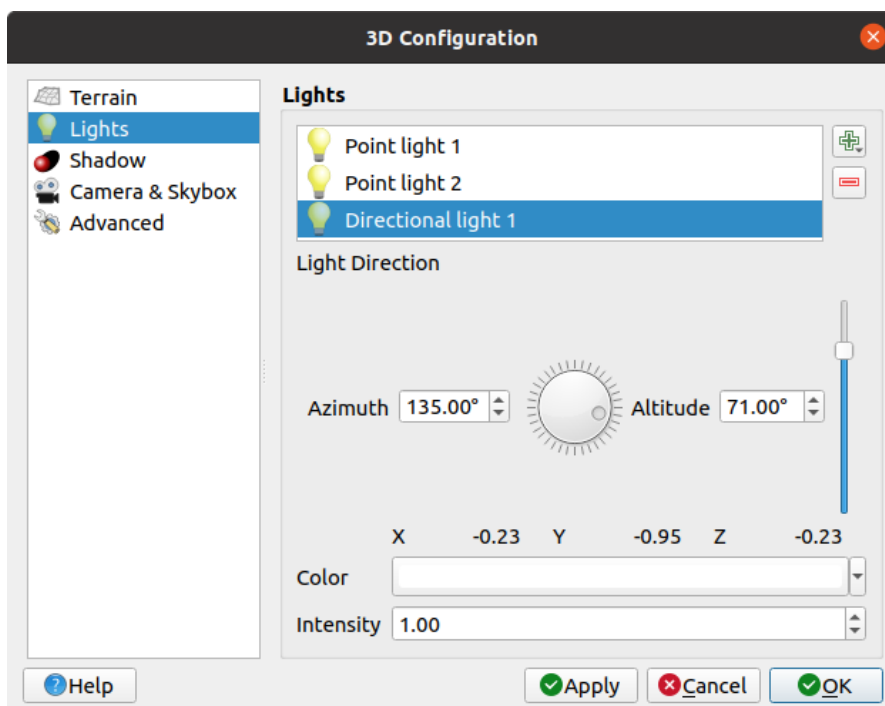 3D Configuration
Terrain
Lights
Shadow
Camera & Skybox
Advanced
Lights
Point light 1
Point light 2
Directional light 1
Light Direction
Azimuth 135.00° Altitude 71.00°
X -0.23 Y -0.95 Z -0.23
Color
Intensity 1.00
Help Apply Cancel OK